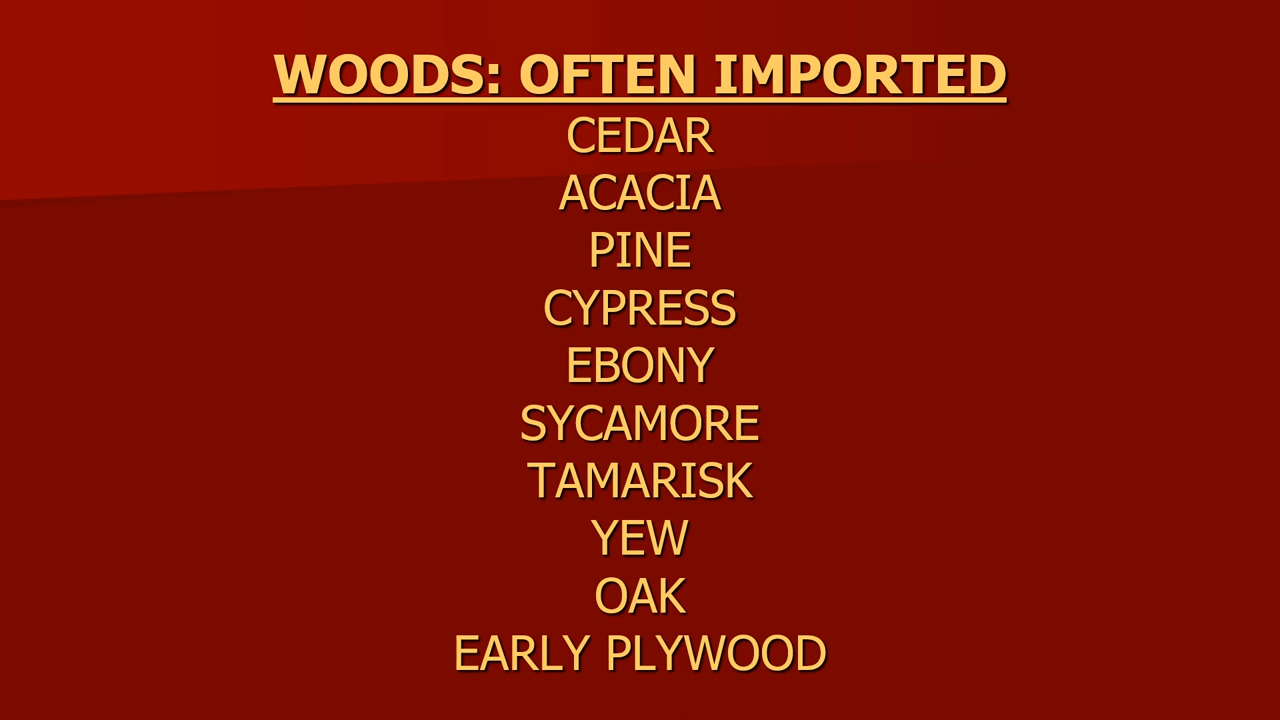 WOODS: OFTEN IMPORTED
CEDAR
ACACIA
PINE
CYPRESS
EBONY
SYCAMORE
TAMARISK
YEW
OAK
EARLY PLYWOOD